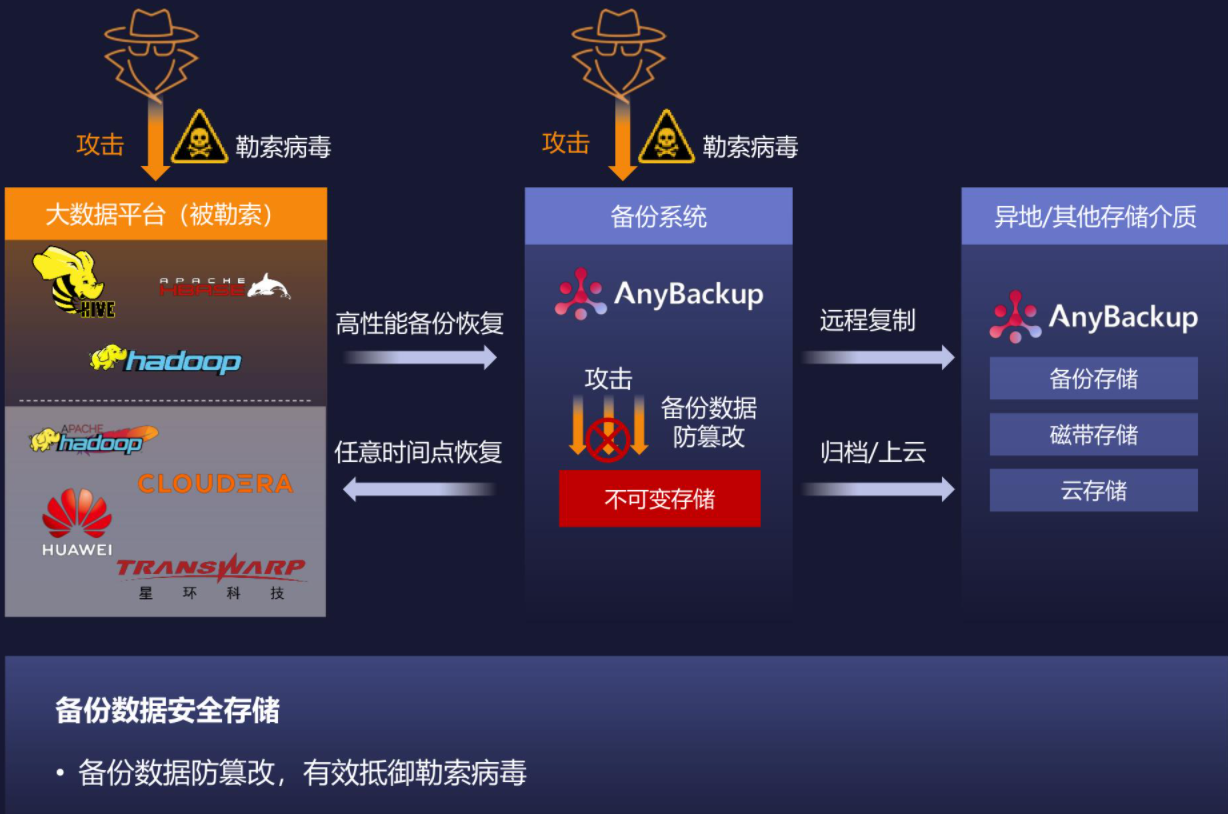 攻击
勒索病毒
攻击
勒索病毒
大数据平台（被勒索）
HIVE
APACHE
HBASE
hadoop
APACHE
hadoop
CLOUDERA
HUAWEI
TRANSWARP
星环科技
高性能备份恢复
任意时间点恢复
备份系统
AnyBackup
攻击
备份数据
防篡改
不可变存储
远程复制
归档/上云
异地/其他存储介质
AnyBackup
备份存储
磁带存储
云存储
备份数据安全存储
• 备份数据防篡改，有效抵御勒索病毒